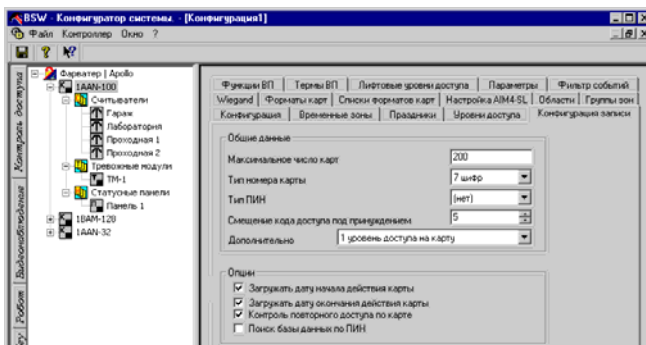 BSW - Конфигуратор системы. - [Конфигурация1]
Файл Контроллер Окно ?
Контроль доступа
Видеонаблюдение
Робот
Фарватер | Apollo
1AAN-100
Считыватели
Гараж
Лаборатория
Проходная 1
Проходная 2
Тревожные модули
ТМ-1
Статусные панели
Панель 1
1BAM-128
1AAN-32
Функции ВП Термы ВП Лифтовые уровни доступа Параметры Фильтр событий
Wiegand Форматы карт Списки форматов карт Настройка AIM4-SL Области Группы зон
Конфигурация Временные зоны Праздники Уровни доступа Конфигурация записи
Общие данные
Максимальное число карт 200
Тип номера карты 7 цифр
Тип ПИН (нет)
Смещение кода доступа под принуждением 5
Дополнительно 1 уровень доступа на карту
Опции
Загружать дату начала действия карты
Загружать дату окончания действия карты
Контроль повторного доступа по карте
Поиск базы данных по ПИН